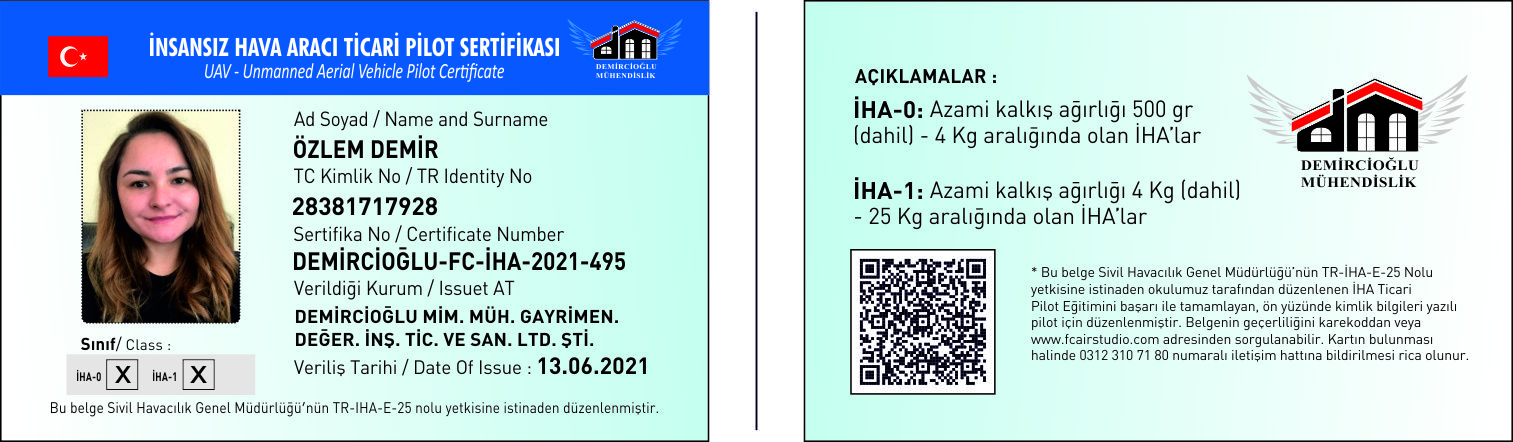 İNSANSIZ HAVA ARACI TİCARİ PİLOT SERTİFİKASI
UAV - Unmanned Aerial Vehicle Pilot Certificate
DEMİRCİOĞLU
MÜHENDİSLİK
Ad Soyad / Name and Surname
ÖZLEM DEMİR
TC Kimlik No / TR Identity No
28381717928
Sertifika No / Certificate Number
DEMİRCİOĞLU-FC-İHA-2021-495
Verildiği Kurum / Issuet AT
DEMİRCİOĞLU MİM. MÜH. GAYRİMEN.
DEĞER. İNŞ. TİC. VE SAN. LTD. ŞTİ.
Veriliş Tarihi / Date Of Issue : 13.06.2021
Sınıf/ Class :
İHA-0 X İHA-1 X
Bu belge Sivil Havacılık Genel Müdürlüğü’nün TR-IHA-E-25 nolu yetkisine istinaden düzenlenmiştir.
AÇIKLAMALAR :
İHA-0: Azami kalkış ağırlığı 500 gr
(dahil) - 4 Kg aralığında olan İHA’lar
İHA-1: Azami kalkış ağırlığı 4 Kg (dahil)
- 25 Kg aralığında olan İHA’lar
DEMİRCİOĞLU
MÜHENDİSLİK
* Bu belge Sivil Havacılık Genel Müdürlüğü’nün TR-İHA-E-25 Nolu
yetkisine istinaden okulumuz tarafından düzenlenen İHA Ticari
Pilot Eğitimini başarı ile tamamlayan, ön yüzünde kimlik bilgileri yazılı
pilot için düzenlenmiştir. Belgenin geçerliliğini karekoddan veya
www.fcairstudio.com adresinden sorgulanabilir. Kartın bulunması
halinde 0312 310 71 80 numaralı iletişim hattına bildirilmesi rica olunur.